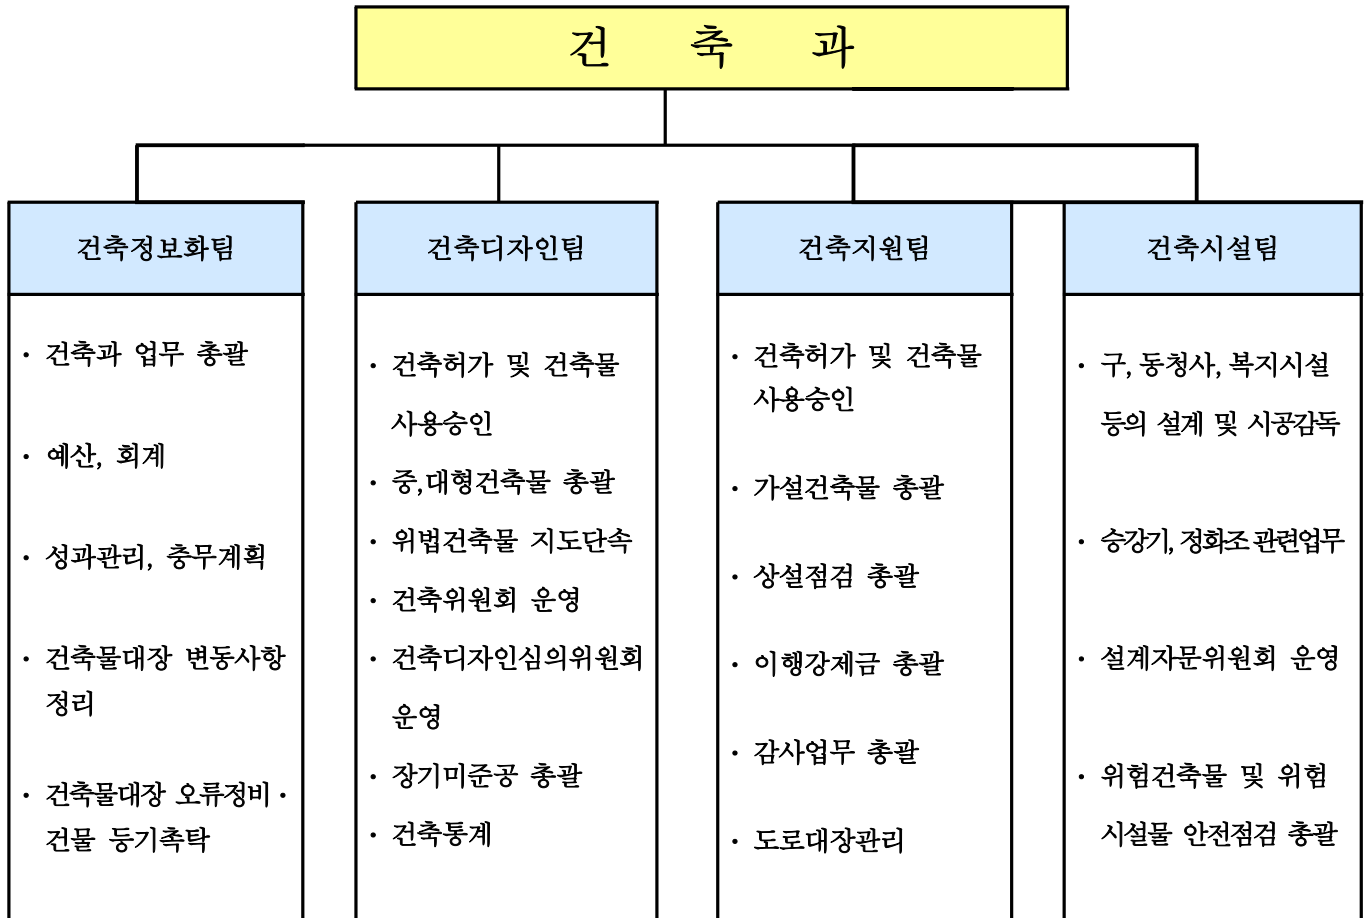 건 축 과
건축정보화팀
· 건축과 업무 총괄
· 예산, 회계
· 성과관리, 충무계획
· 건축물대장 변동사항
정리
· 건축물대장 오류정비·
건물 등기촉탁
건축디자인팀
· 건축허가 및 건축물
사용승인
· 중,대형건축물 총괄
· 위법건축물 지도단속
· 건축위원회 운영
· 건축디자인심의위원회
운영
· 장기미준공 총괄
· 건축통계
건축지원팀
· 건축허가 및 건축물
사용승인
· 가설건축물 총괄
· 상설점검 총괄
· 이행강제금 총괄
· 감사업무 총괄
· 도로대장관리
건축시설팀
· 구, 동청사, 복지시설
등의 설계 및 시공감독
· 승강기, 정화조 관련업무
· 설계자문위원회 운영
· 위험건축물 및 위험
시설물 안전점검 총괄